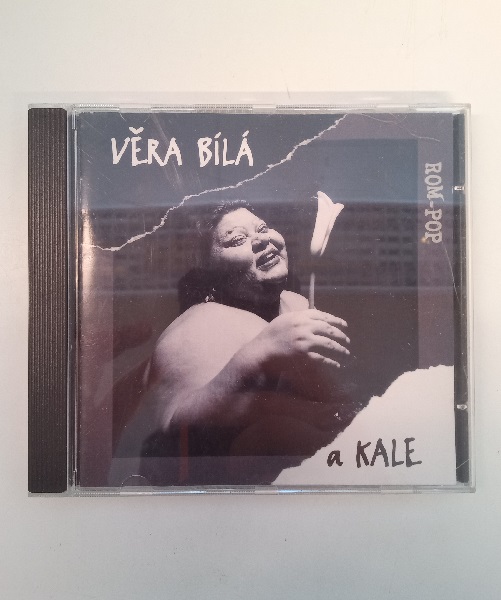 VĚRA BÍLÁ
ROM-POP
a KALE